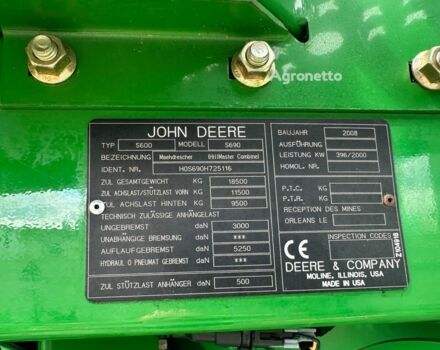 Agronetto
JOHN DEERE
TYP S600 MODELL S690
BEZEICHNUNG Maehdrescher
IDENT. NR. H0S690H725116
ZUL GESAMTGEWICHT KG 18500
ZUL ACHSLAST/STÜTZLAST VORN KG 11500
ZUL ACHSLAST HINTEN KG 9500
TECHNISCH ZULÄSSIGE ANHÄNGELAST
UNGEBREMST daN 3000
UNABHÄNGIGE BREMSUNG daN ***
AUFLAUFGEBREMST daN 5250
HYDRAUL O PNEUMAT GEBREMST daN ***
ZUL STÜTZLAST ANHÄNGER daN 500
BAUJAHR 2008
AUSFÜHRUNG
LEISTUNG KW 396/2000
HOMOL.
P.T.C. KG
P.T.R. KG
RECEPTION DES MINES
ORLEANS LE
INSPECTION CODES
CE
Z104918
DEERE & COMPANY
MOLINE, ILLINOIS, USA
MADE IN USA